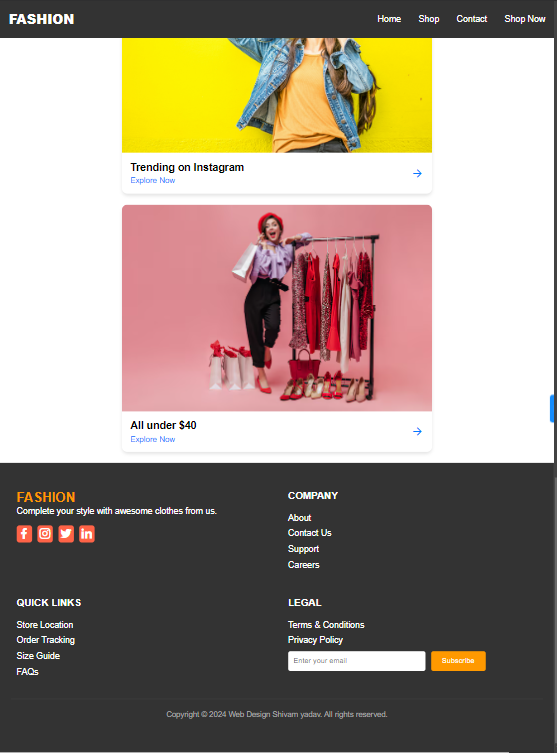 FASHION
Home Shop Contact Shop Now
Trending on Instagram
Explore Now
All under $40
Explore Now
FASHION
Complete your style with awesome clothes from us.
COMPANY
About
Contact Us
Support
Careers
QUICK LINKS
Store Location
Order Tracking
Size Guide
FAQs
LEGAL
Terms & Conditions
Privacy Policy
Enter your email
Subscribe
Copyright © 2024 Web Design Shivam yadav. All rights reserved.